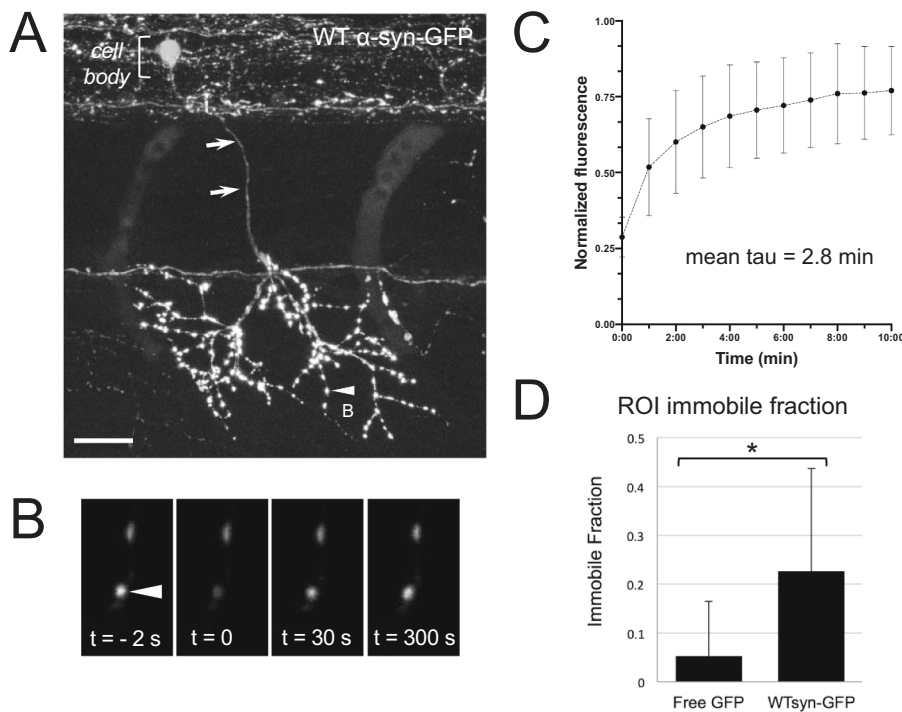 A
WT α-syn-GFP
cell
body
B
B
t = - 2 s
t = 0
t = 30 s
t = 300 s
C
Normalized fluorescence
1.00
0.75
0.50
0.25
0.00
mean tau = 2.8 min
0:00
2:00
4:00
6:00
8:00
10:00
Time (min)
D
ROI immobile fraction
Immobile Fraction
0.5
0.4
0.3
0.2
0.1
0
*
Free GFP
WTsyn-GFP